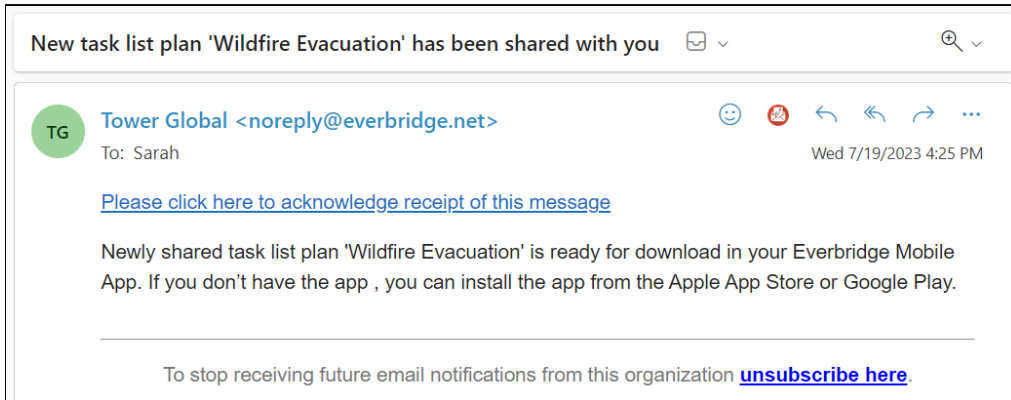 New task list plan 'Wildfire Evacuation' has been shared with you
TG
Tower Global <noreply@everbridge.net>
To: Sarah
Wed 7/19/2023 4:25 PM
Please click here to acknowledge receipt of this message
Newly shared task list plan 'Wildfire Evacuation' is ready for download in your Everbridge Mobile
App. If you don’t have the app , you can install the app from the Apple App Store or Google Play.
To stop receiving future email notifications from this organization unsubscribe here.